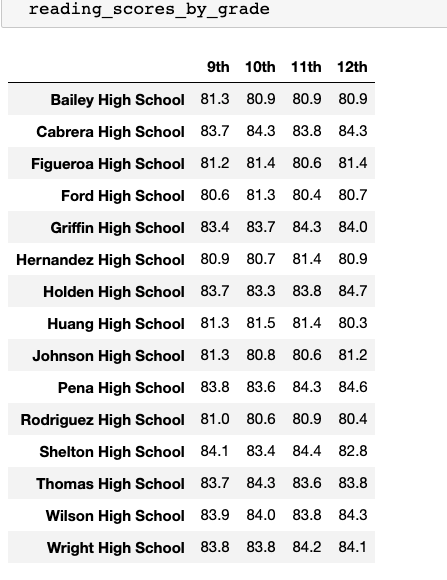 reading_scores_by_grade
9th 10th 11th 12th
Bailey High School 81.3 80.9 80.9 80.9
Cabrera High School 83.7 84.3 83.8 84.3
Figueroa High School 81.2 81.4 80.6 81.4
Ford High School 80.6 81.3 80.4 80.7
Griffin High School 83.4 83.7 84.3 84.0
Hernandez High School 80.9 80.7 81.4 80.9
Holden High School 83.7 83.3 83.8 84.7
Huang High School 81.3 81.5 81.4 80.3
Johnson High School 81.3 80.8 80.6 81.2
Pena High School 83.8 83.6 84.3 84.6
Rodriguez High School 81.0 80.6 80.9 80.4
Shelton High School 84.1 83.4 84.4 82.8
Thomas High School 83.7 84.3 83.6 83.8
Wilson High School 83.9 84.0 83.8 84.3
Wright High School 83.8 83.8 84.2 84.1